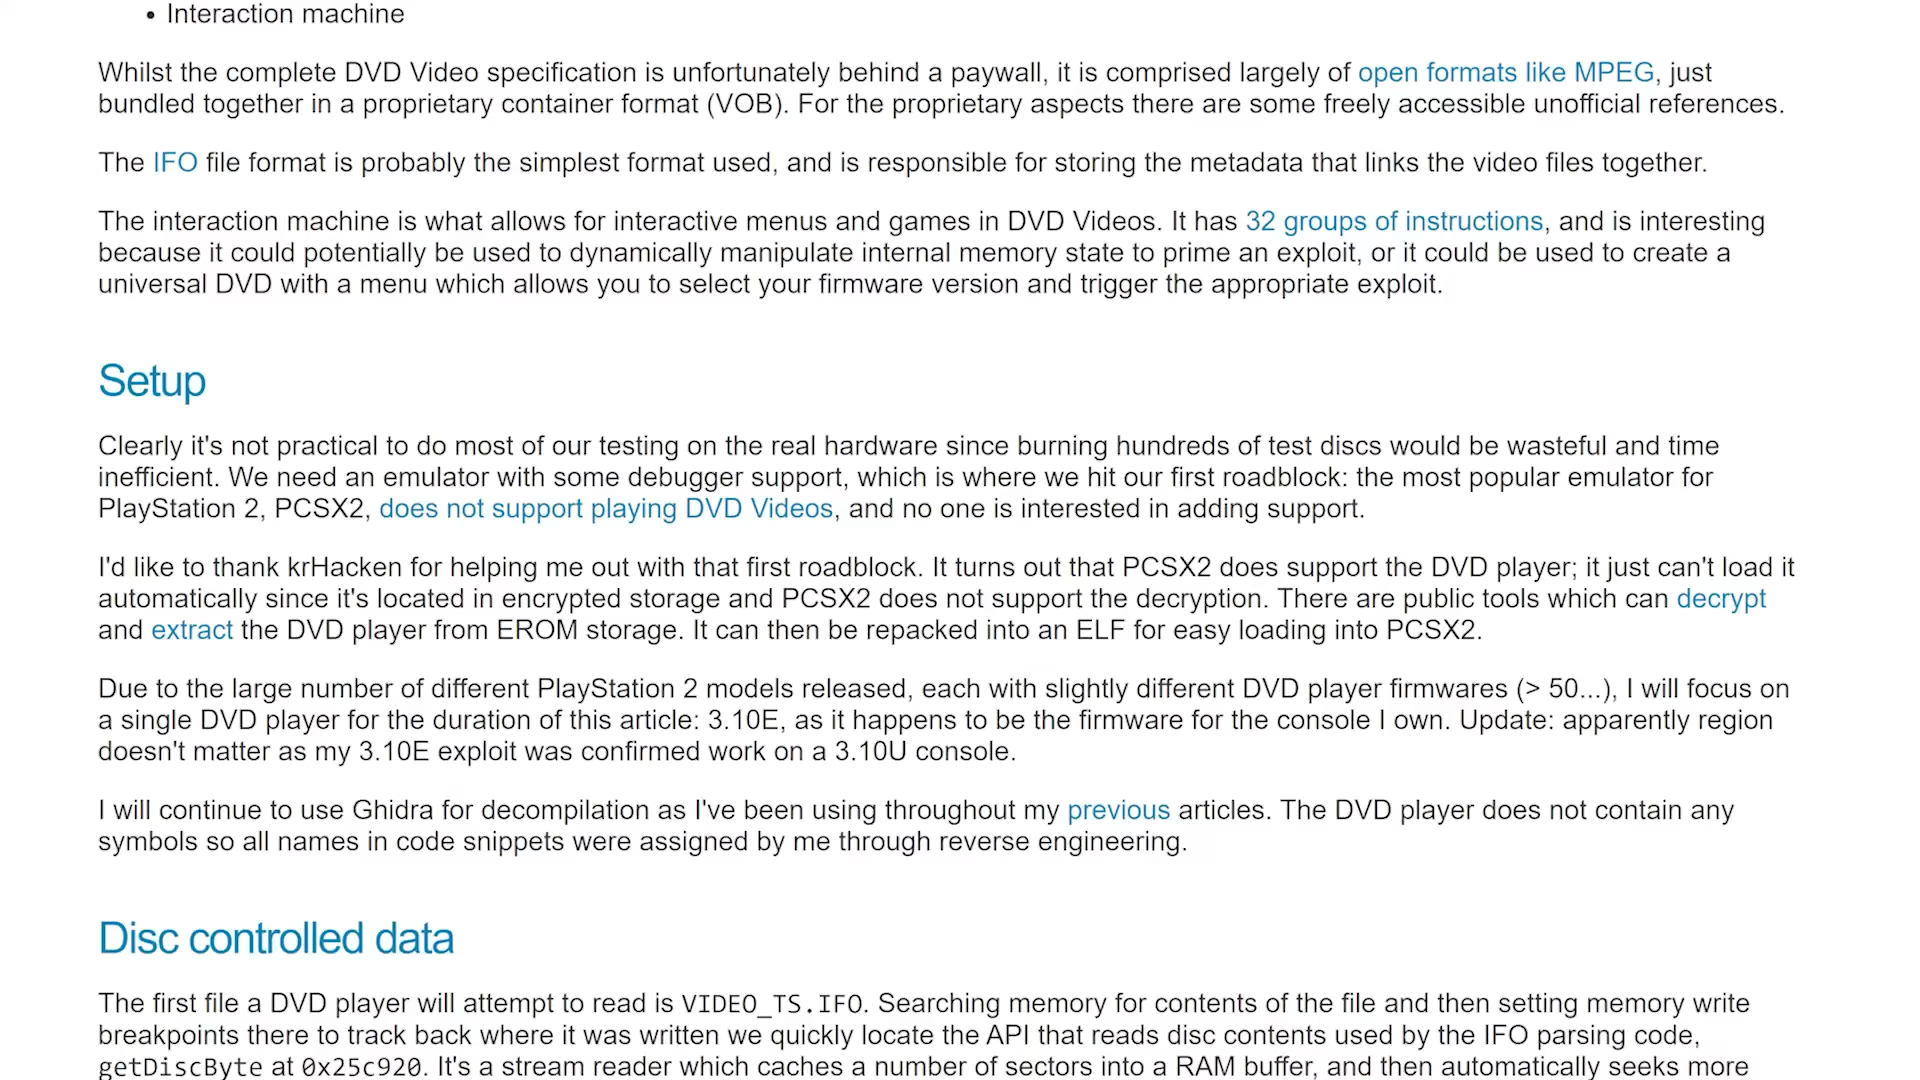 • Interaction machine
Whilst the complete DVD Video specification is unfortunately behind a paywall, it is comprised largely of open formats like MPEG, just
bundled together in a proprietary container format (VOB). For the proprietary aspects there are some freely accessible unofficial references.
The IFO file format is probably the simplest format used, and is responsible for storing the metadata that links the video files together.
The interaction machine is what allows for interactive menus and games in DVD Videos. It has 32 groups of instructions, and is interesting
because it could potentially be used to dynamically manipulate internal memory state to prime an exploit, or it could be used to create a
universal DVD with a menu which allows you to select your firmware version and trigger the appropriate exploit.
Setup
Clearly it's not practical to do most of our testing on the real hardware since burning hundreds of test discs would be wasteful and time
inefficient. We need an emulator with some debugger support, which is where we hit our first roadblock: the most popular emulator for
PlayStation 2, PCSX2, does not support playing DVD Videos, and no one is interested in adding support.
I'd like to thank krHacken for helping me out with that first roadblock. It turns out that PCSX2 does support the DVD player; it just can't load it
automatically since it's located in encrypted storage and PCSX2 does not support the decryption. There are public tools which can decrypt
and extract the DVD player from EROM storage. It can then be repacked into an ELF for easy loading into PCSX2.
Due to the large number of different PlayStation 2 models released, each with slightly different DVD player firmwares (> 50...), I will focus on
a single DVD player for the duration of this article: 3.10E, as it happens to be the firmware for the console I own. Update: apparently region
doesn't matter as my 3.10E exploit was confirmed work on a 3.10U console.
I will continue to use Ghidra for decompilation as I've been using throughout my previous articles. The DVD player does not contain any
symbols so all names in code snippets were assigned by me through reverse engineering.
Disc controlled data
The first file a DVD player will attempt to read is VIDEO_TS.IFO. Searching memory for contents of the file and then setting memory write
breakpoints there to track back where it was written we quickly locate the API that reads disc contents used by the IFO parsing code,
getDiscByte at 0x25c920. It's a stream reader which caches a number of sectors into a RAM buffer, and then automatically seeks more